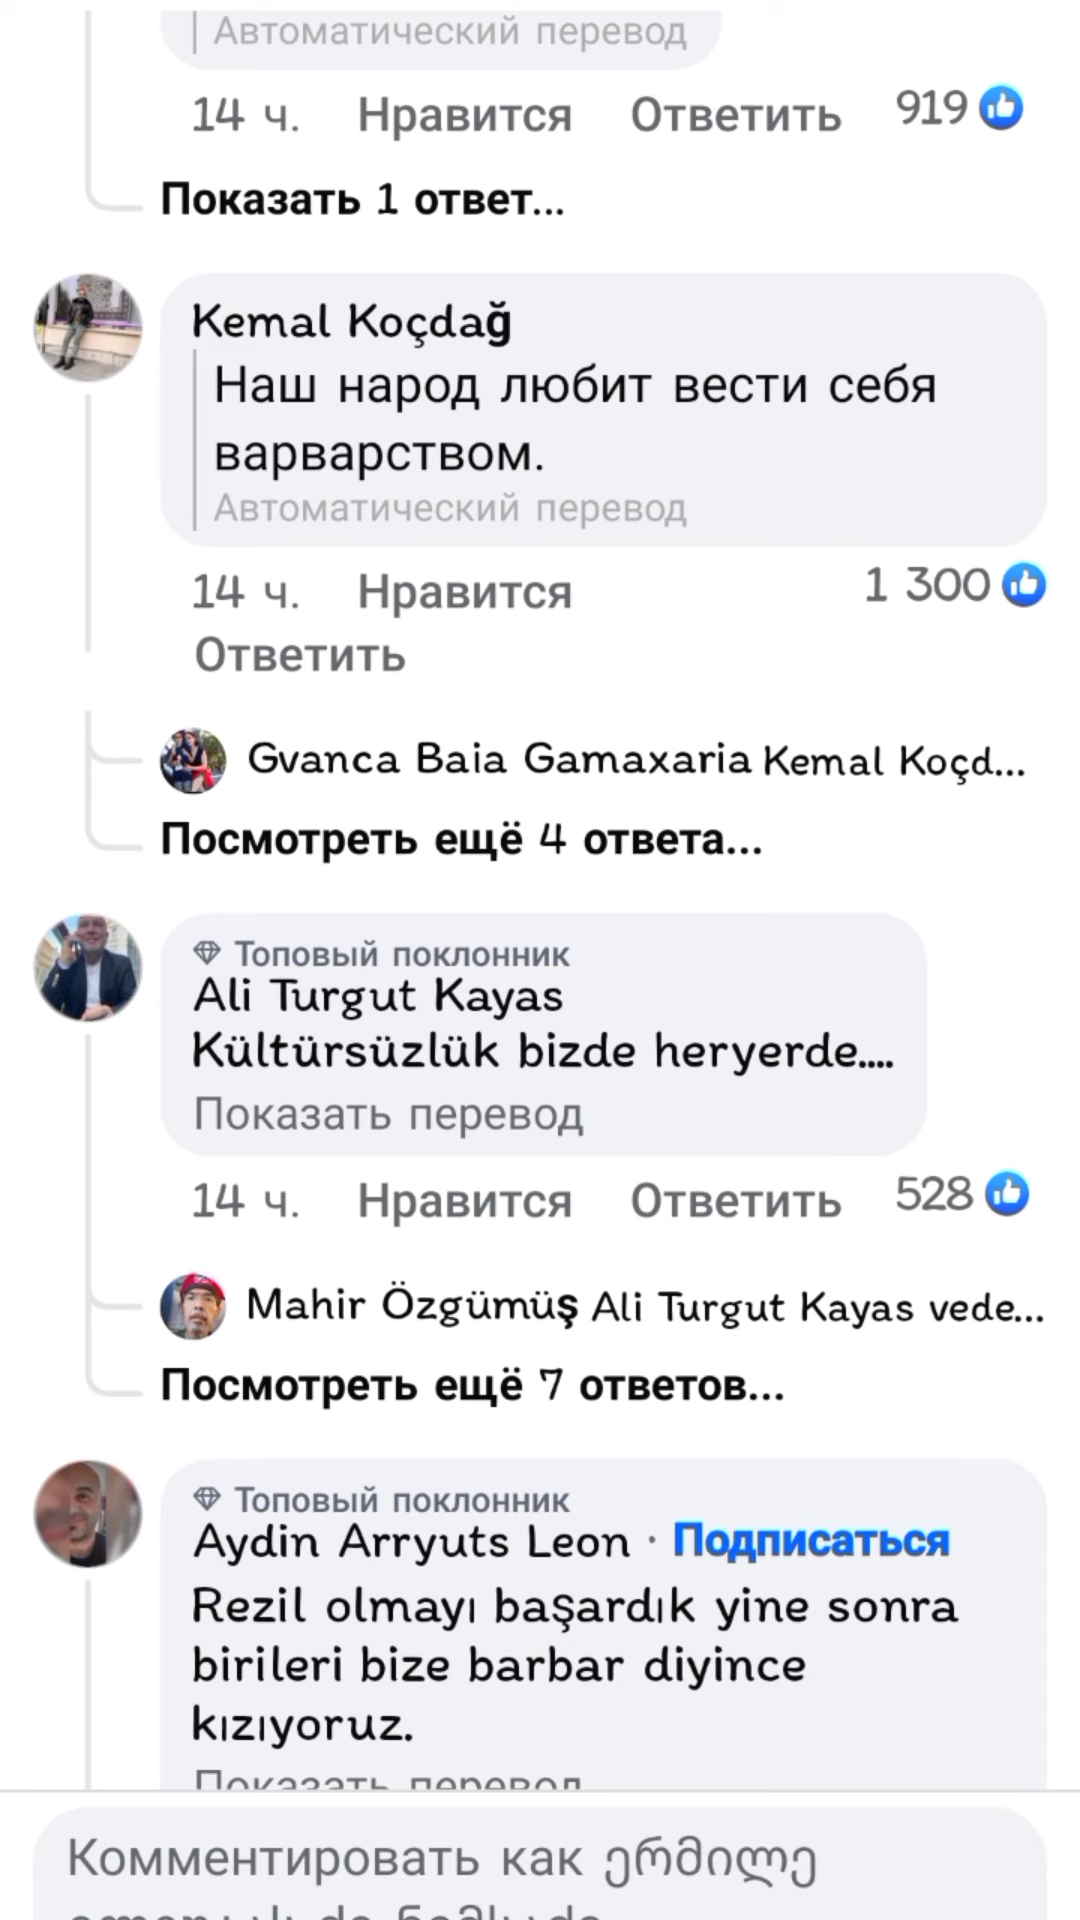 Автоматический перевод
14 ч. Нравится Ответить 919
Показать 1 ответ...
Kemal Koçdağ
Наш народ любит вести себя
варварством.
Автоматический перевод
14 ч. Нравится 1 300
Ответить
Gvanca Baia Gamaxaria Kemal Koçd...
Посмотреть ещё 4 ответа...
Топовый поклонник
Ali Turgut Kayas
Kültürsüzlük bizde heryerde....
Показать перевод
14 ч. Нравится Ответить 528
Mahir Özgümüş Ali Turgut Kayas vede...
Посмотреть ещё 7 ответов...
Топовый поклонник
Aydin Arryuts Leon · Подписаться
Rezil olmayı başardık yine sonra
birileri bize barbar diyince
kızıyoruz.
Показать перевод
Комментировать как ერმილე